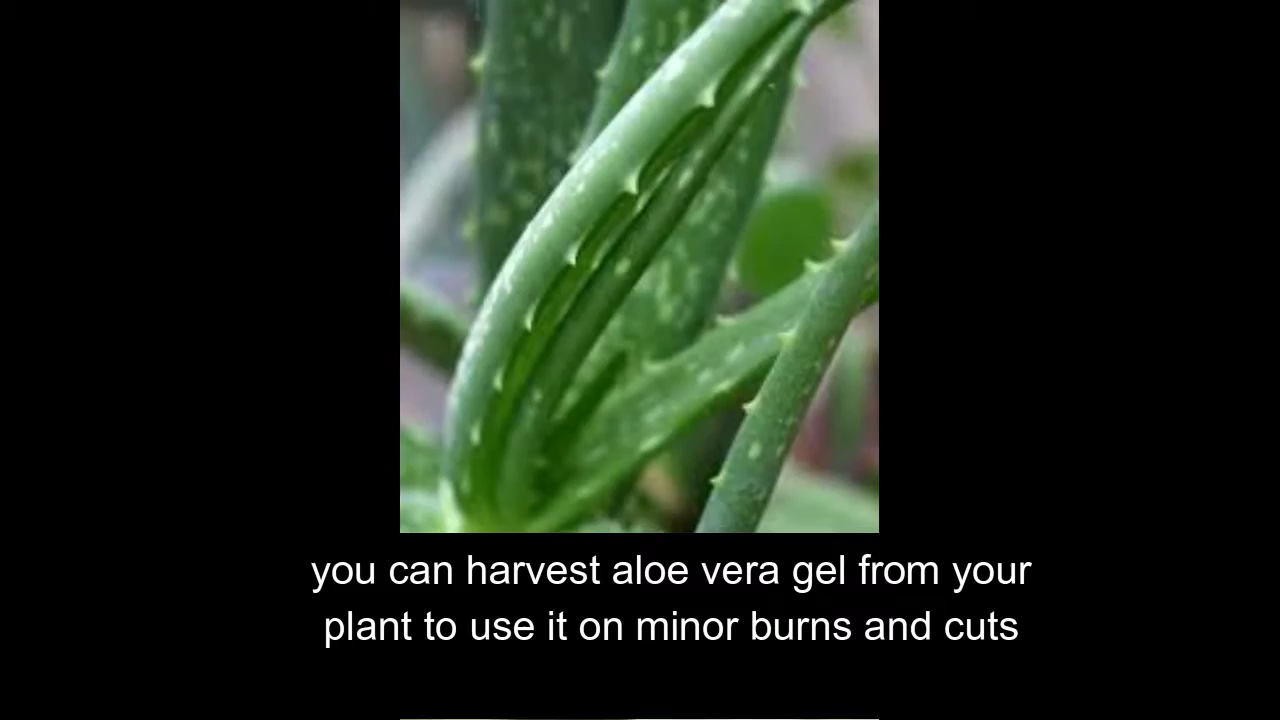 you can harvest aloe vera gel from your
plant to use it on minor burns and cuts